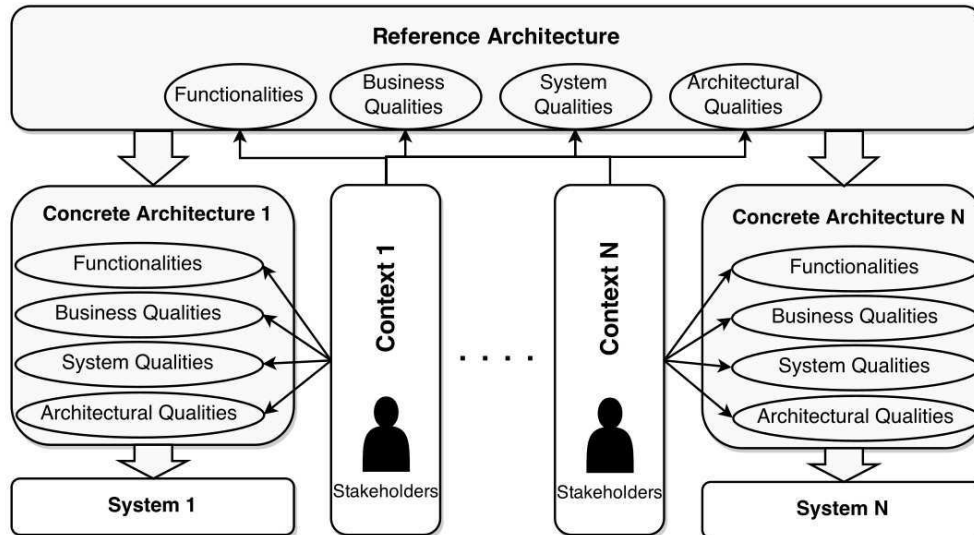 Reference Architecture
Functionalities
Business
Qualities
System
Qualities
Architectural
Qualities
Concrete Architecture 1
Functionalities
Business Qualities
System Qualities
Architectural Qualities
System 1
Context 1
Stakeholders
. . . .
Context N
Stakeholders
Concrete Architecture N
Functionalities
Business Qualities
System Qualities
Architectural Qualities
System N